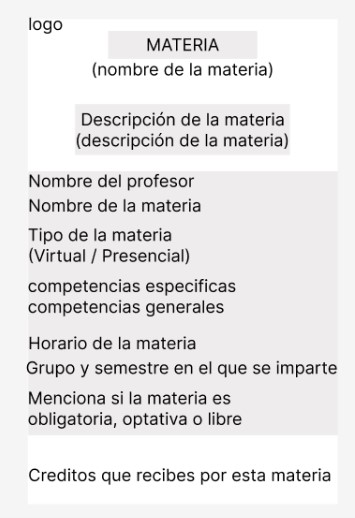 logo
MATERIA
(nombre de la materia)
Descripción de la materia
(descripción de la materia)
Nombre del profesor
Nombre de la materia
Tipo de la materia
(Virtual / Presencial)
competencias especificas
competencias generales
Horario de la materia
Grupo y semestre en el que se imparte
Menciona si la materia es
obligatoria, optativa o libre
Creditos que recibes por esta materia